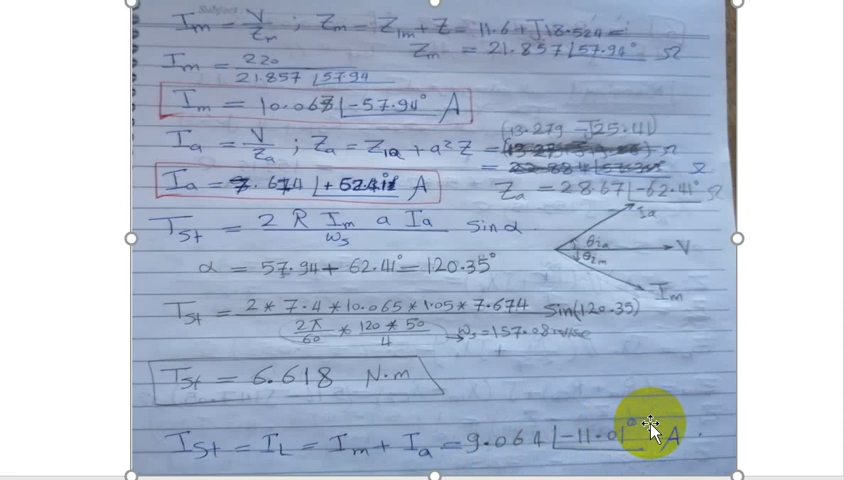 Subject
Im = V/Zm ; Zm = Z1m + Z = 11.6 + J18.524 =
Zm = 21.857 ∠57.94° Ω
Im = 220 / 21.857 ∠57.94
Im = 10.065 ∠-57.94° A
Ia = V/Za ; Za = Z1a + a²Z = (13.279 - J25.41) Ω
Ω
Ia = 7.674 ∠+62.41° A
Za = 28.67 ∠-62.41° Ω
Tst = 2 R Im a Ia / ws sin α
Ia
θia
V
θ2m
Im
α = 57.94 + 62.41° = 120.35°
Tst = 2 * 7.4 * 10.065 * 1.05 * 7.674 sin(120.35)
2π/60 * 120 * 50 / 4 → ws = 157.08 rad/sec
Tst = 6.618 N.m
Ist = IL = Im + Ia = 9.064 ∠-11.01° A.